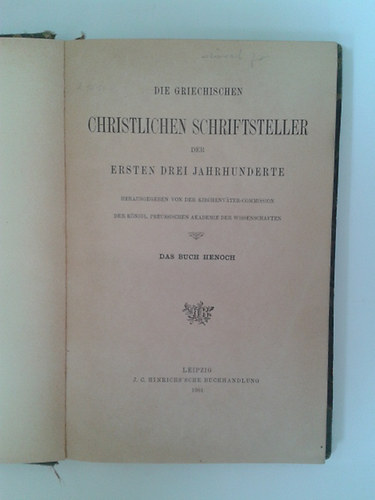 DIE GRIECHISCHEN
CHRISTLICHEN SCHRIFTSTELLER
DER
ERSTEN DREI JAHRHUNDERTE
HERAUSGEGEBEN VON DER KIRCHENVÄTER-COMMISSION
DER KÖNIGL. PREUSSISCHEN AKADEMIE DER WISSENSCHAFTEN
DAS BUCH HENOCH
LEIPZIG
J. C. HINRICHS'SCHE BUCHHANDLUNG
1901